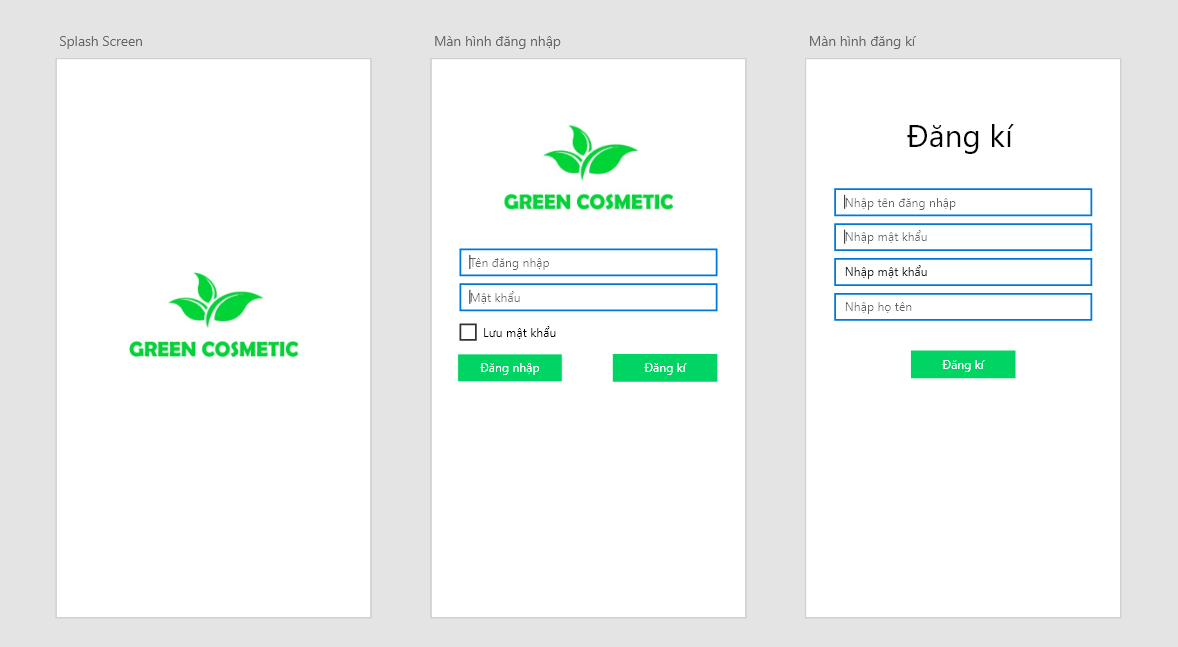 Splash Screen
GREEN COSMETIC
Màn hình đăng nhập
GREEN COSMETIC
Tên đăng nhập
Mật khẩu
Lưu mật khẩu
Đăng nhập
Đăng kí
Màn hình đăng kí
Đăng kí
Nhập tên đăng nhập
Nhập mật khẩu
Nhập mật khẩu
Nhập họ tên
Đăng kí